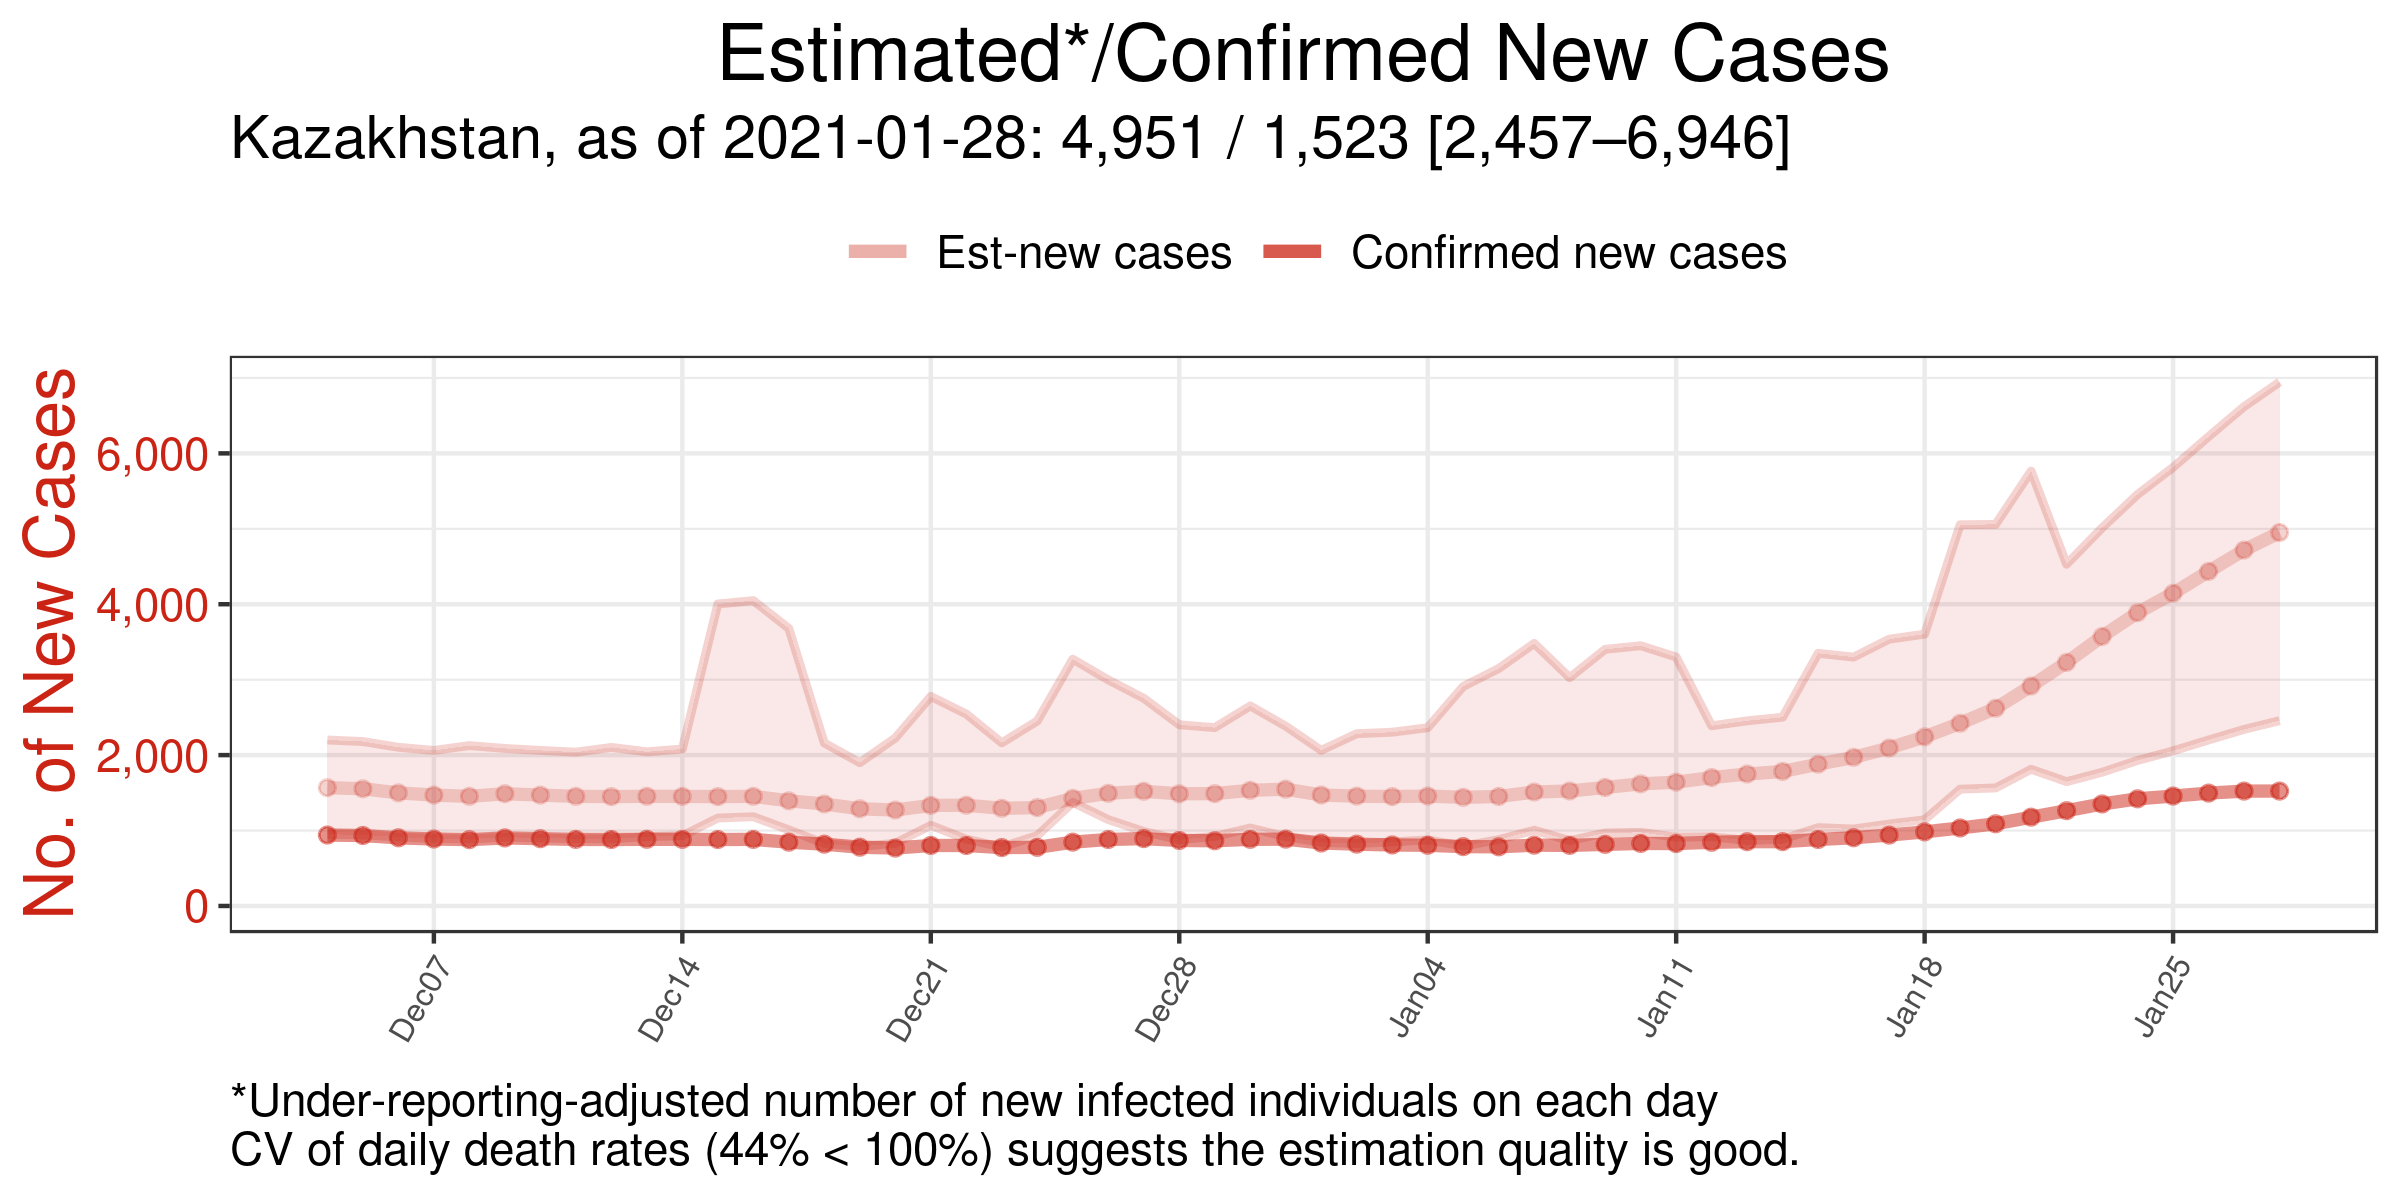 Estimated*/Confirmed New Cases
Kazakhstan, as of 2021-01-28: 4,951 / 1,523 [2,457–6,946]
Est-new cases
Confirmed new cases
No. of New Cases
6,000
4,000
2,000
0
Dec07
Dec14
Dec21
Dec28
Jan04
Jan11
Jan18
Jan25
*Under-reporting-adjusted number of new infected individuals on each day
CV of daily death rates (44% < 100%) suggests the estimation quality is good.